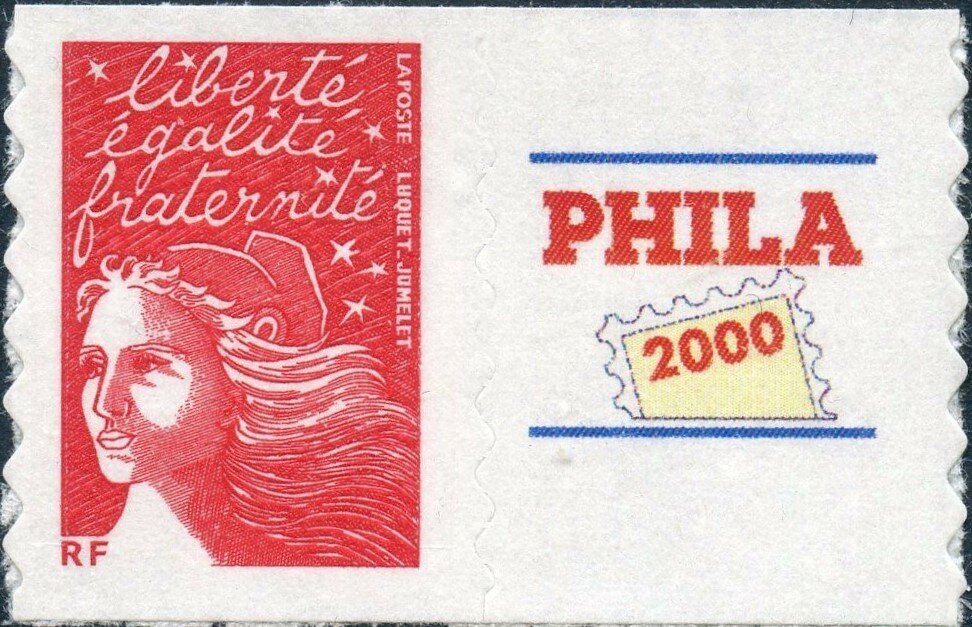 liberté
égalité
fraternité
LA POSTE LUQUET-JUMELET
RF
PHILA
2000